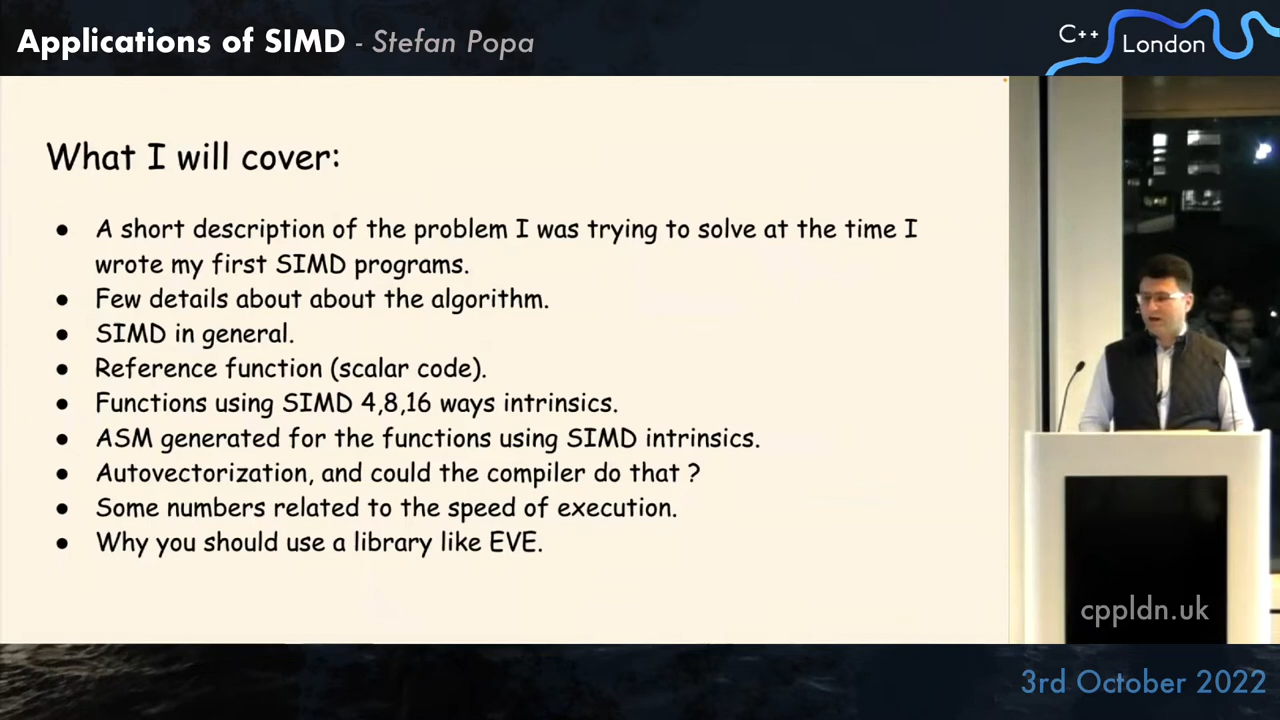 Applications of SIMD - Stefan Popa
C++
London
What I will cover:
● A short description of the problem I was trying to solve at the time I
wrote my first SIMD programs.
● Few details about about the algorithm.
● SIMD in general.
● Reference function (scalar code).
● Functions using SIMD 4,8,16 ways intrinsics.
● ASM generated for the functions using SIMD intrinsics.
● Autovectorization, and could the compiler do that ?
● Some numbers related to the speed of execution.
● Why you should use a library like EVE.
cppldn.uk
3rd October 2022